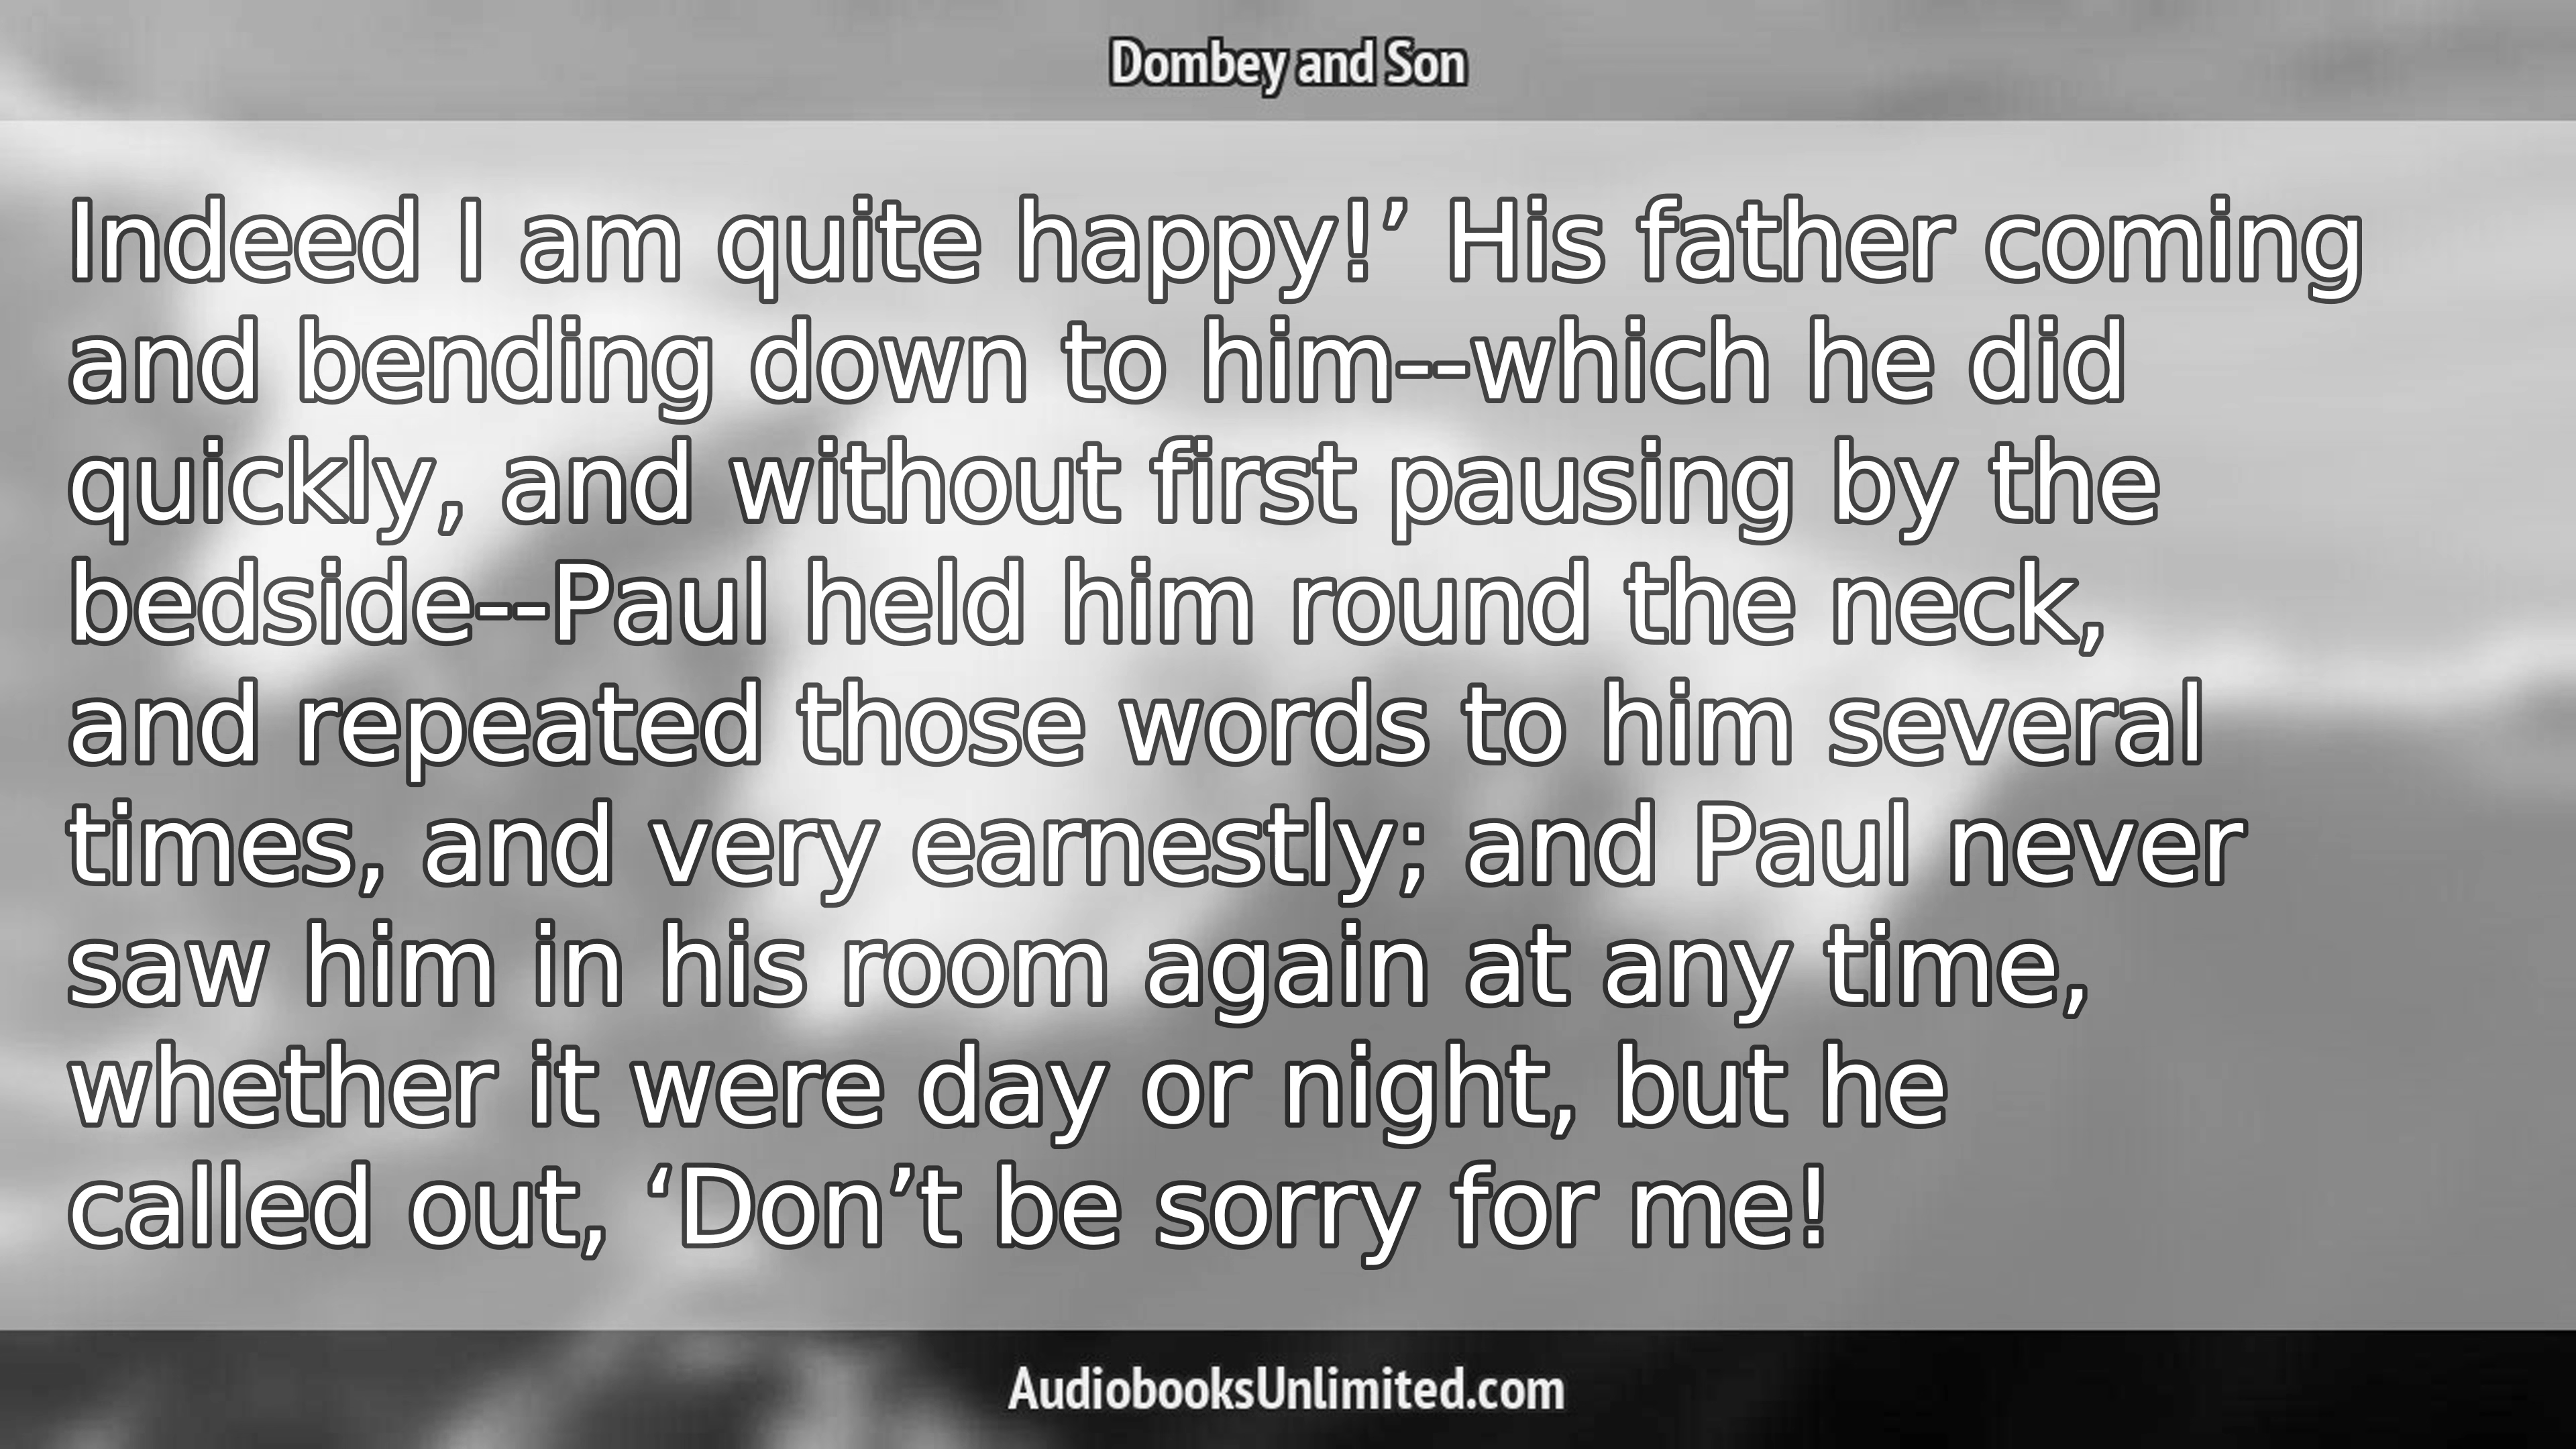 Dombey and Son
Indeed I am quite happy!’ His father coming
and bending down to him--which he did
quickly, and without first pausing by the
bedside--Paul held him round the neck,
and repeated those words to him several
times, and very earnestly; and Paul never
saw him in his room again at any time,
whether it were day or night, but he
called out, ‘Don’t be sorry for me!
AudiobooksUnlimited.com